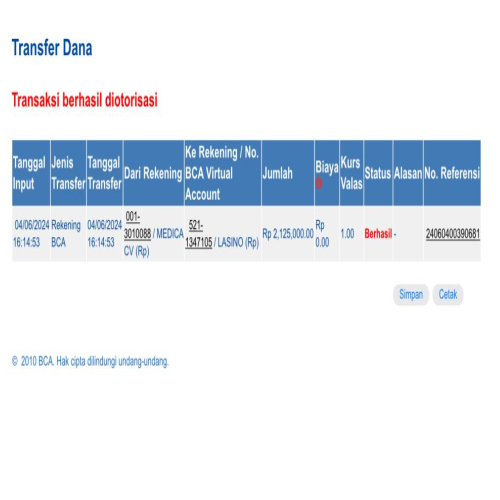 Transfer Dana
Transaksi berhasil diotorisasi
Tanggal Input Jenis Transfer Tanggal Transfer Dari Rekening Ke Rekening / No. BCA Virtual Account Jumlah Biaya Kurs Valas Status Alasan No. Referensi
04/06/2024 16:14:53 Rekening BCA 04/06/2024 16:14:53 001-3010088 / MEDICA CV (Rp) 521-1347105 / LASINO (Rp) Rp 2,125,000.00 Rp 0.00 1.00 Berhasil - 24060400390681
Simpan Cetak
© 2010 BCA. Hak cipta dilindungi undang-undang.